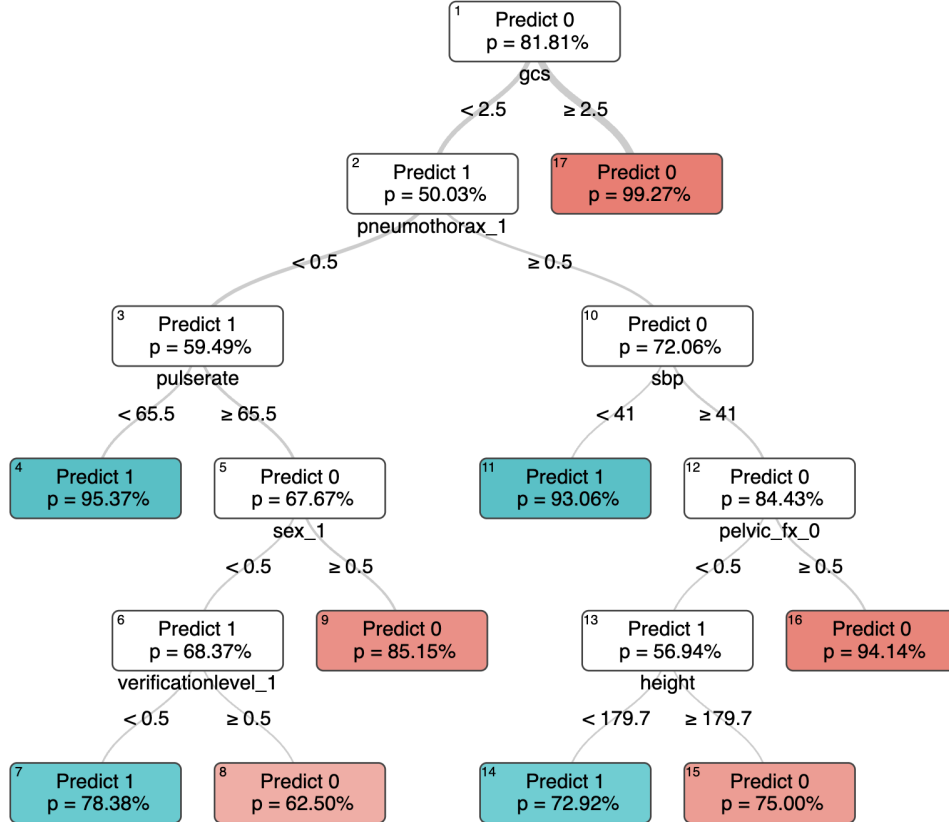 1
Predict 0
p = 81.81%
gcs
< 2.5
≥ 2.5
2
Predict 1
p = 50.03%
pneumothorax_1
17
Predict 0
p = 99.27%
< 0.5
≥ 0.5
3
Predict 1
p = 59.49%
pulserate
10
Predict 0
p = 72.06%
sbp
< 65.5
≥ 65.5
< 41
≥ 41
4
Predict 1
p = 95.37%
5
Predict 0
p = 67.67%
sex_1
11
Predict 1
p = 93.06%
12
Predict 0
p = 84.43%
pelvic_fx_0
< 0.5
≥ 0.5
< 0.5
≥ 0.5
6
Predict 1
p = 68.37%
verificationlevel_1
9
Predict 0
p = 85.15%
13
Predict 1
p = 56.94%
height
16
Predict 0
p = 94.14%
< 0.5
≥ 0.5
< 179.7
≥ 179.7
7
Predict 1
p = 78.38%
8
Predict 0
p = 62.50%
14
Predict 1
p = 72.92%
15
Predict 0
p = 75.00%